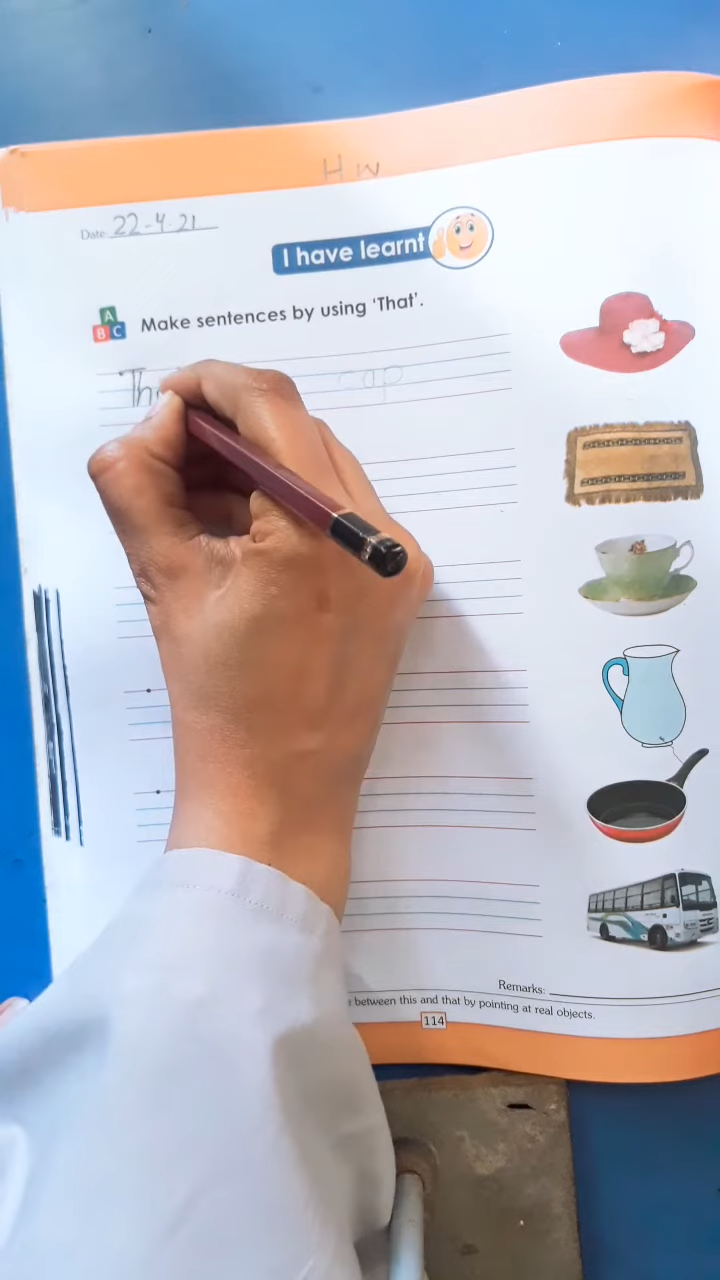 H W
Date: 22-4-21
I have learnt
A
B C
Make sentences by using 'That'.
Th cap
Remarks:
between this and that by pointing at real objects.
114